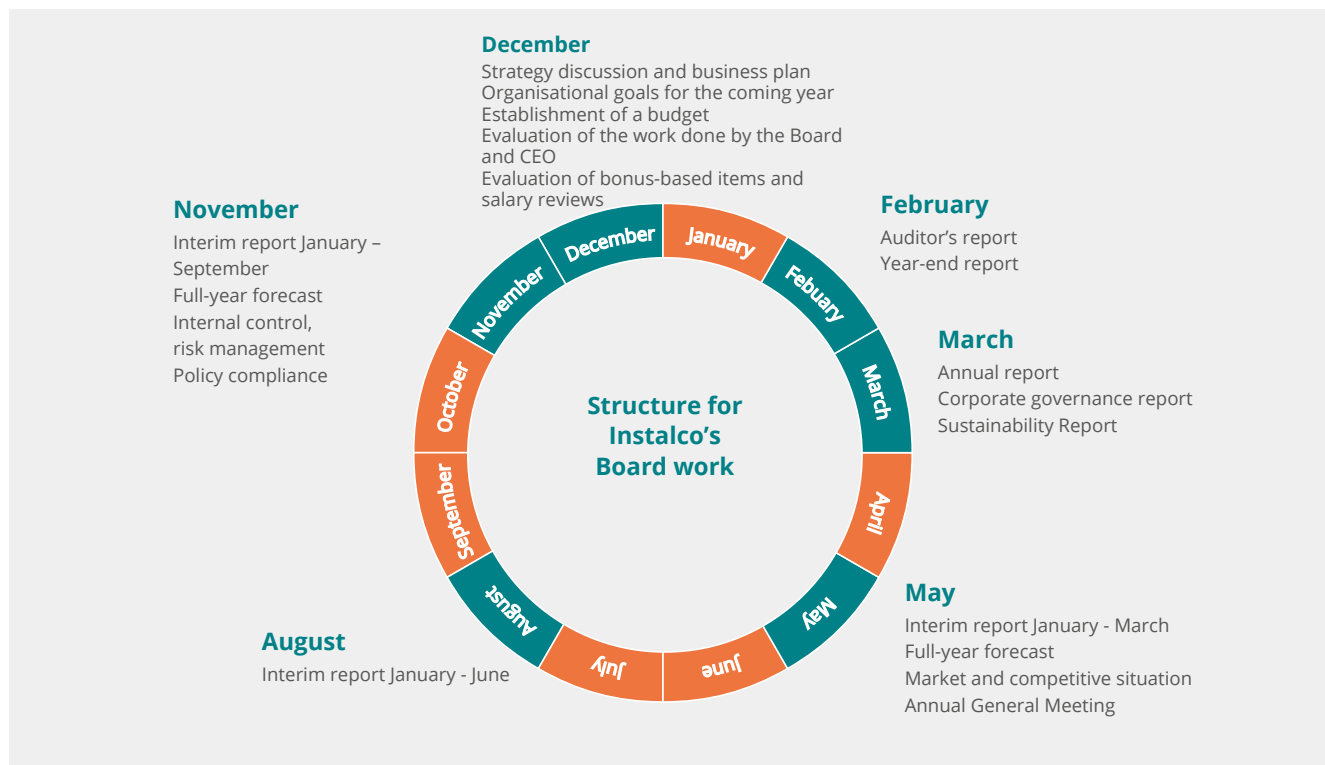 December
Strategy discussion and business plan
Organisational goals for the coming year
Establishment of a budget
Evaluation of the work done by the Board
and CEO
Evaluation of bonus-based items and
salary reviews
November
Interim report January –
September
Full-year forecast
Internal control,
risk management
Policy compliance
February
Auditor’s report
Year-end report
March
Annual report
Corporate governance report
Sustainability Report
May
Interim report January - March
Full-year forecast
Market and competitive situation
Annual General Meeting
August
Interim report January - June
Structure for
Instalco’s
Board work
January
Febuary
March
April
May
June
July
August
September
October
November
December